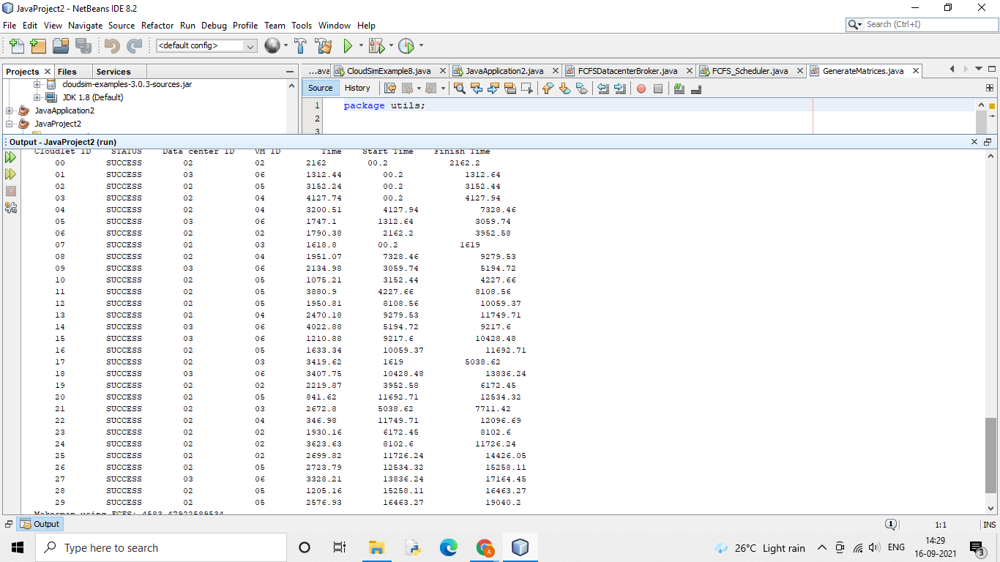 JavaProject2 - NetBeans IDE 8.2
File Edit View Navigate Source Refactor Run Debug Profile Team Tools Window Help
Search (Ctrl+I)
<default config>
Projects Files Services
cloudsim-examples-3.0.3-sources.jar
JDK 1.8 (Default)
JavaApplication2
JavaProject2
...ava CloudSimExample8.java JavaApplication2.java FCFSDatacenterBroker.java FCFS_Scheduler.java GenerateMatrices.java
Source History
1 package utils;
2
3
Output - JavaProject2 (run)
Cloudlet ID STATUS Data center ID VM ID Time Start Time Finish Time
00 SUCCESS 02 02 2162 00.2 2162.2
01 SUCCESS 03 06 1312.44 00.2 1312.64
02 SUCCESS 02 05 3152.24 00.2 3152.44
03 SUCCESS 02 04 4127.74 00.2 4127.94
04 SUCCESS 02 04 3200.51 4127.94 7328.46
05 SUCCESS 03 06 1747.1 1312.64 3059.74
06 SUCCESS 02 02 1790.38 2162.2 3952.58
07 SUCCESS 02 03 1618.8 00.2 1619
08 SUCCESS 02 04 1951.07 7328.46 9279.53
09 SUCCESS 03 06 2134.98 3059.74 5194.72
10 SUCCESS 02 05 1075.21 3152.44 4227.66
11 SUCCESS 02 05 3880.9 4227.66 8108.56
12 SUCCESS 02 05 1950.81 8108.56 10059.37
13 SUCCESS 02 04 2470.18 9279.53 11749.71
14 SUCCESS 03 06 4022.88 5194.72 9217.6
15 SUCCESS 03 06 1210.88 9217.6 10428.48
16 SUCCESS 02 05 1633.34 10059.37 11692.71
17 SUCCESS 02 03 3419.62 1619 5038.62
18 SUCCESS 03 06 3407.75 10428.48 13836.24
19 SUCCESS 02 02 2219.87 3952.58 6172.45
20 SUCCESS 02 05 841.62 11692.71 12534.32
21 SUCCESS 02 03 2672.8 5038.62 7711.42
22 SUCCESS 02 04 346.98 11749.71 12096.69
23 SUCCESS 02 02 1930.16 6172.45 8102.6
24 SUCCESS 02 02 3623.63 8102.6 11726.24
25 SUCCESS 02 02 2699.82 11726.24 14426.05
26 SUCCESS 02 05 2723.79 12534.32 15258.11
27 SUCCESS 03 06 3328.21 13836.24 17164.45
28 SUCCESS 02 05 1205.16 15258.11 16463.27
29 SUCCESS 02 05 2576.93 16463.27 19040.2
Makespan using FCFS: 4583.47922589534
Output
1 1:1 INS
Type here to search
26°C Light rain
ENG
14:29
16-09-2021
3